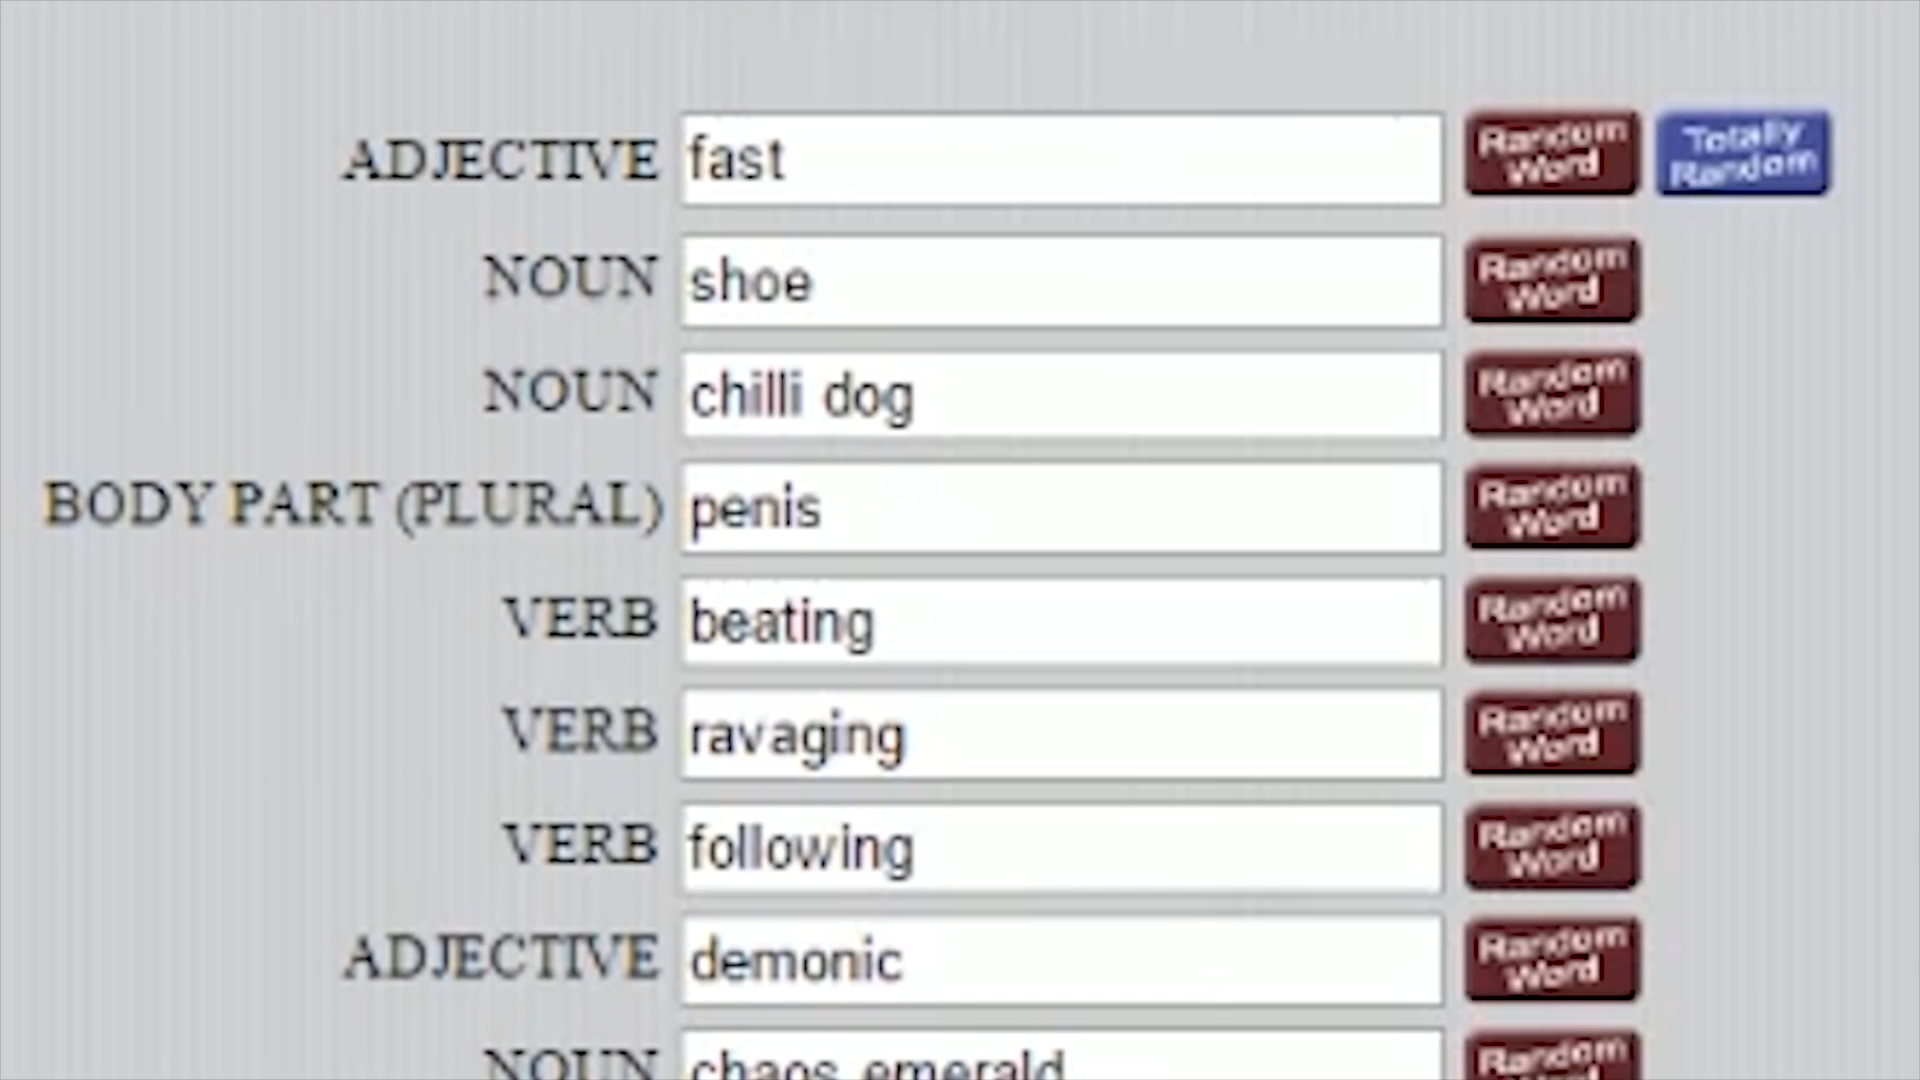 ADJECTIVE fast Random Word Totally Random
NOUN shoe Random Word
NOUN chilli dog Random Word
BODY PART (PLURAL) penis Random Word
VERB beating Random Word
VERB ravaging Random Word
VERB following Random Word
ADJECTIVE demonic Random Word
NOUN chaos emerald Random Word